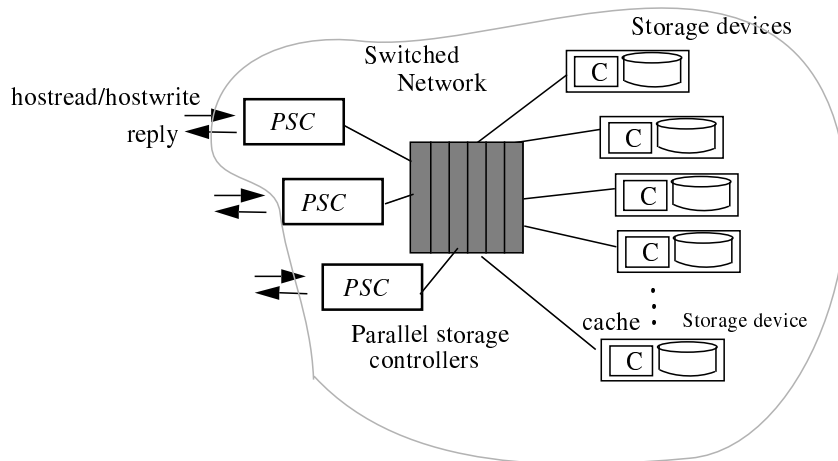 Storage devices
Switched
Network
hostread/hostwrite
reply
PSC
PSC
PSC
C
C
C
C
cache
Storage device
C
Parallel storage
controllers